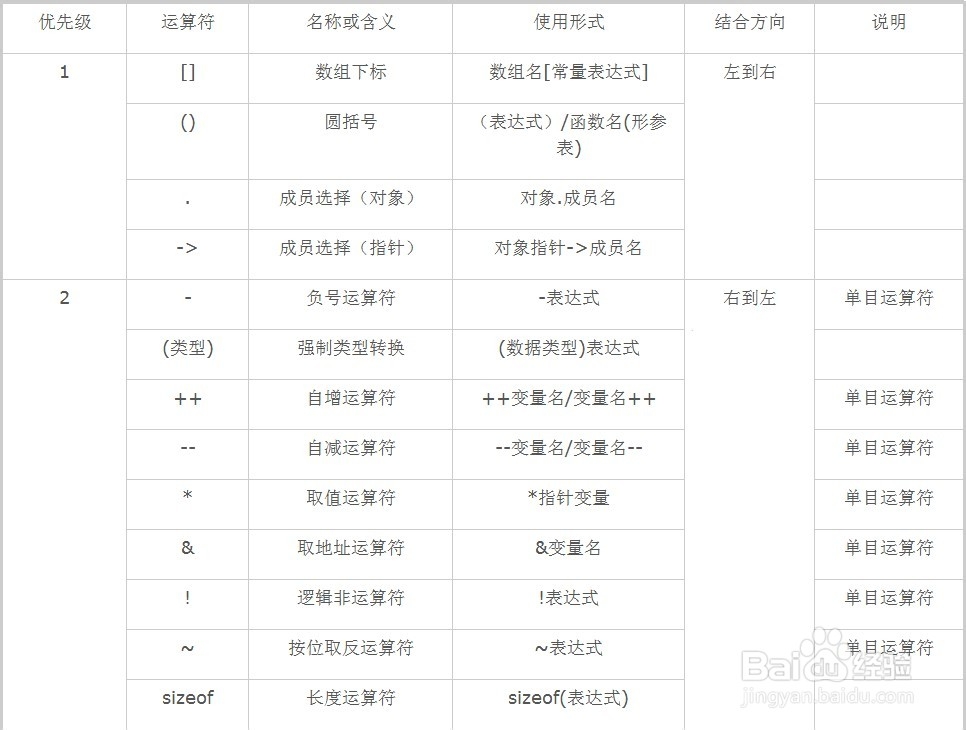 优先级 运算符 名称或含义 使用形式 结合方向 说明
1 [] 数组下标 数组名[常量表达式] 左到右
() 圆括号 （表达式）/函数名(形参
表)
. 成员选择（对象） 对象.成员名
-> 成员选择（指针） 对象指针->成员名
2 - 负号运算符 -表达式 右到左 单目运算符
(类型) 强制类型转换 (数据类型)表达式
++ 自增运算符 ++变量名/变量名++ 单目运算符
-- 自减运算符 --变量名/变量名-- 单目运算符
* 取值运算符 *指针变量 单目运算符
& 取地址运算符 &变量名 单目运算符
! 逻辑非运算符 !表达式 单目运算符
~ 按位取反运算符 ~表达式 单目运算符
sizeof 长度运算符 sizeof(表达式)
Baidu 经验
jingyan.baidu.com